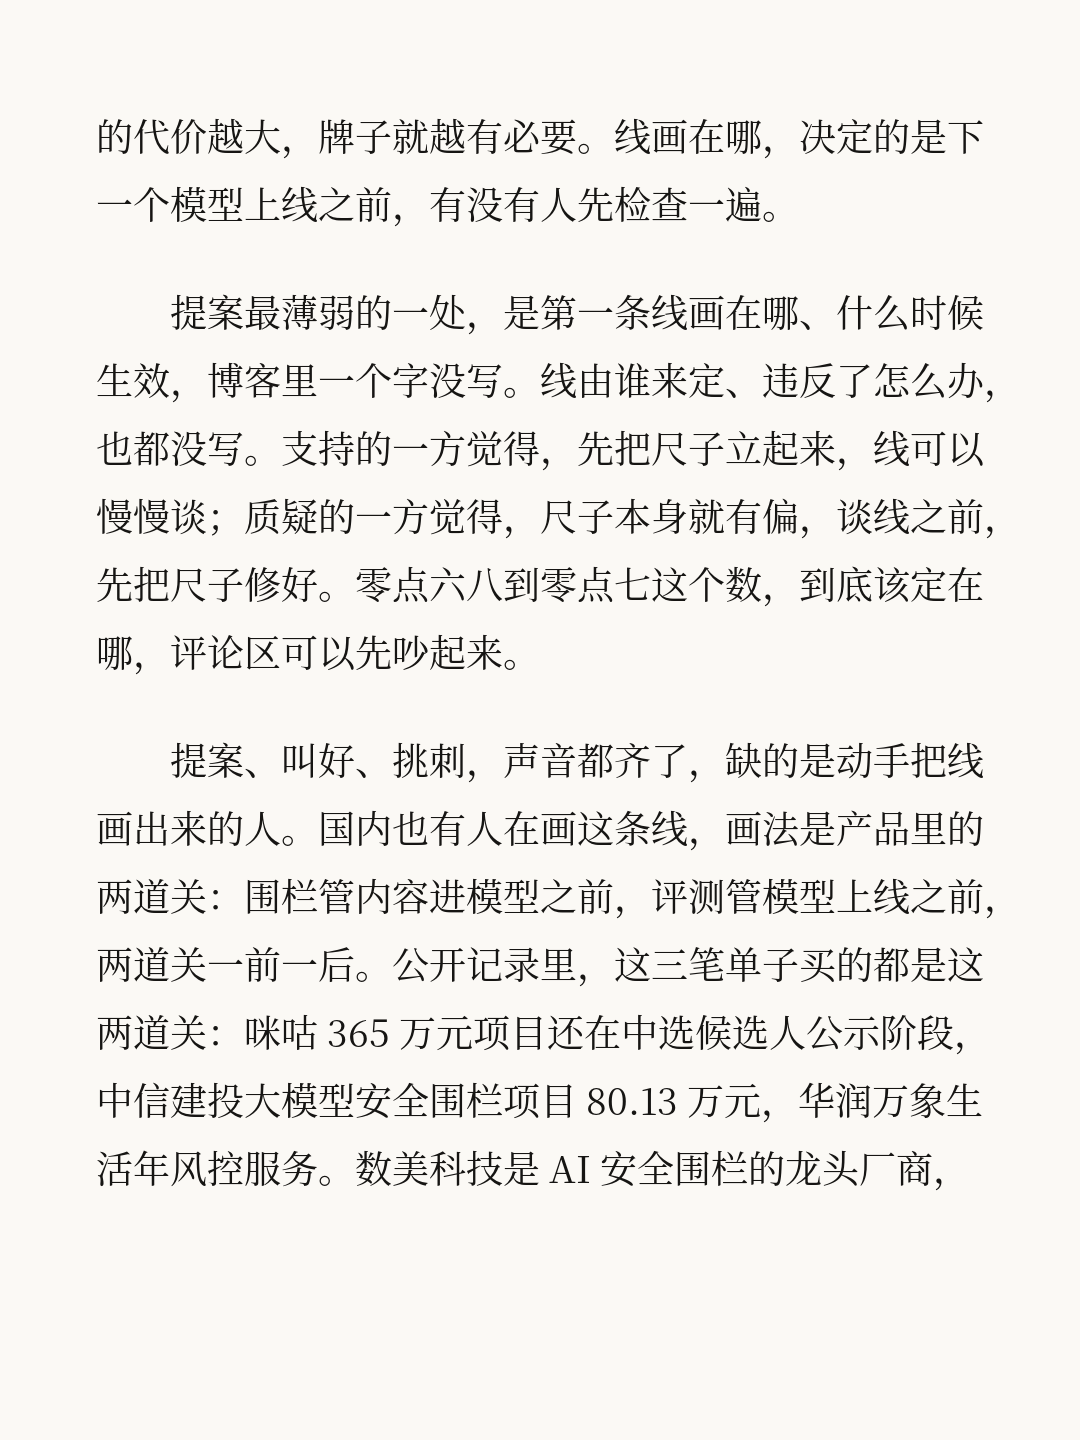 的代价越大，牌子就越有必要。线画在哪，决定的是下
一个模型上线之前，有没有人先检查一遍。
提案最薄弱的一处，是第一条线画在哪、什么时候
生效，博客里一个字没写。线由谁来定、违反了怎么办，
也都没写。支持的一方觉得，先把尺子立起来，线可以
慢慢谈；质疑的一方觉得，尺子本身就有偏，谈线之前，
先把尺子修好。零点六八到零点七这个数，到底该定在
哪，评论区可以先吵起来。
提案、叫好、挑刺，声音都齐了，缺的是动手把线
画出来的人。国内也有人在画这条线，画法是产品里的
两道关：围栏管内容进模型之前，评测管模型上线之前，
两道关一前一后。公开记录里，这三笔单子买的都是这
两道关：咪咕 365 万元项目还在中选候选人公示阶段，
中信建投大模型安全围栏项目 80.13 万元，华润万象生
活年风控服务。数美科技是 AI 安全围栏的龙头厂商，